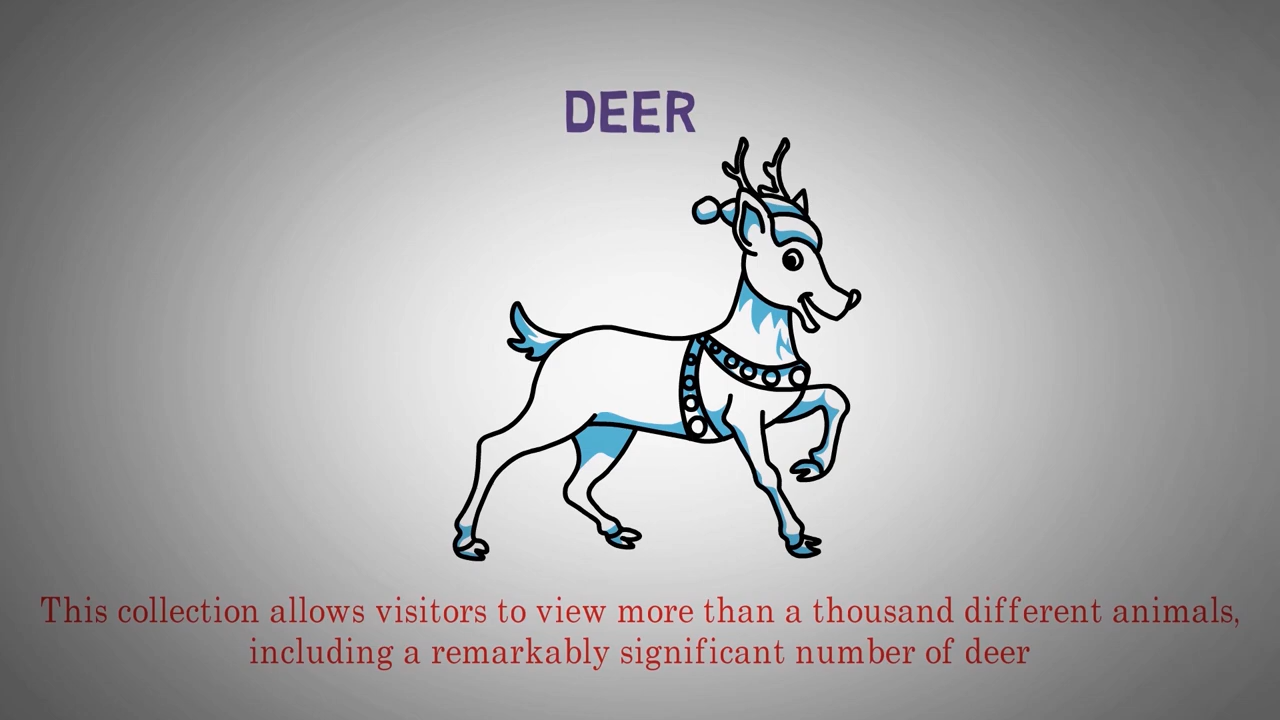 DEER
This collection allows visitors to view more than a thousand different animals,
including a remarkably significant number of deer